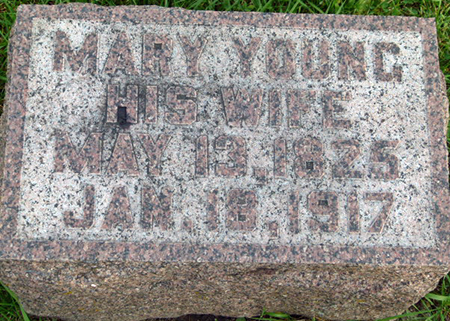 MARY YOUNG
HIS WIFE
MAY 13, 1825
JAN. 18, 1917